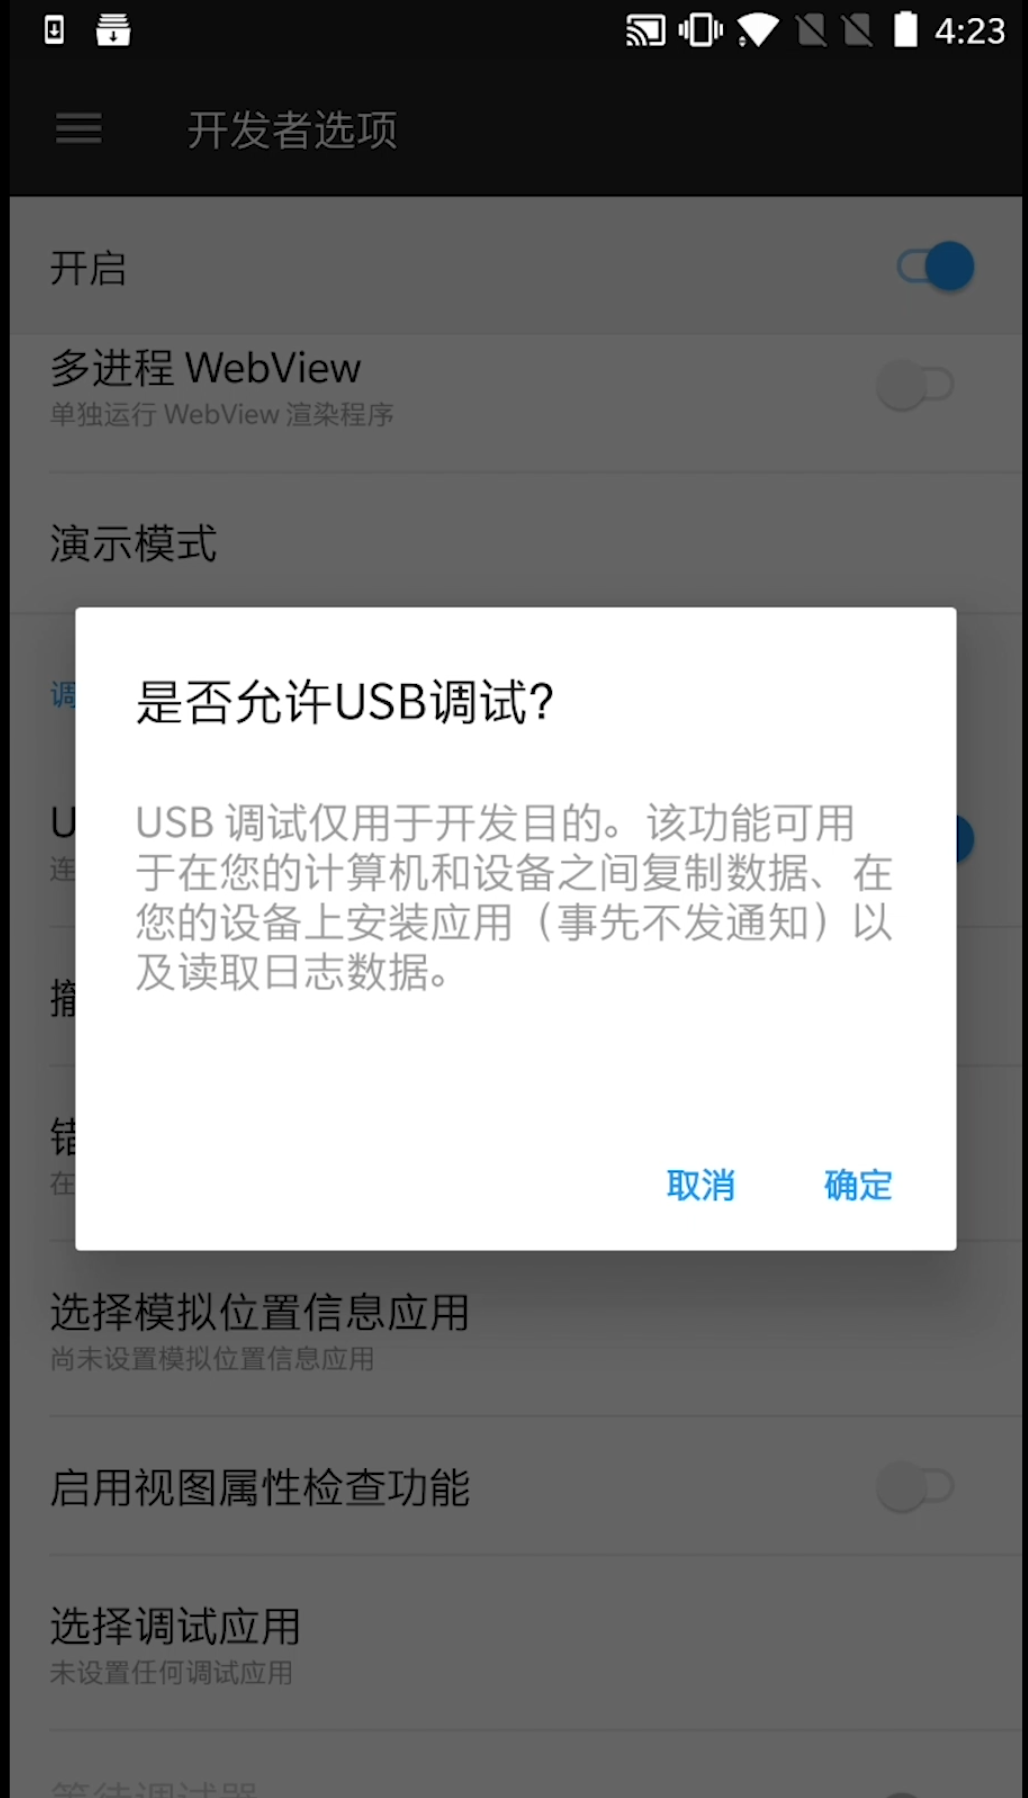 4:23
开发者选项
开启
多进程 WebView
单独运行 WebView 渲染程序
演示模式
调
是否允许USB调试?
USB 调试仅用于开发目的。该功能可用
于在您的计算机和设备之间复制数据、在
您的设备上安装应用（事先不发通知）以
及读取日志数据。
取消
确定
U
连
撤
错
在
选择模拟位置信息应用
尚未设置模拟位置信息应用
启用视图属性检查功能
选择调试应用
未设置任何调试应用
等待调试器